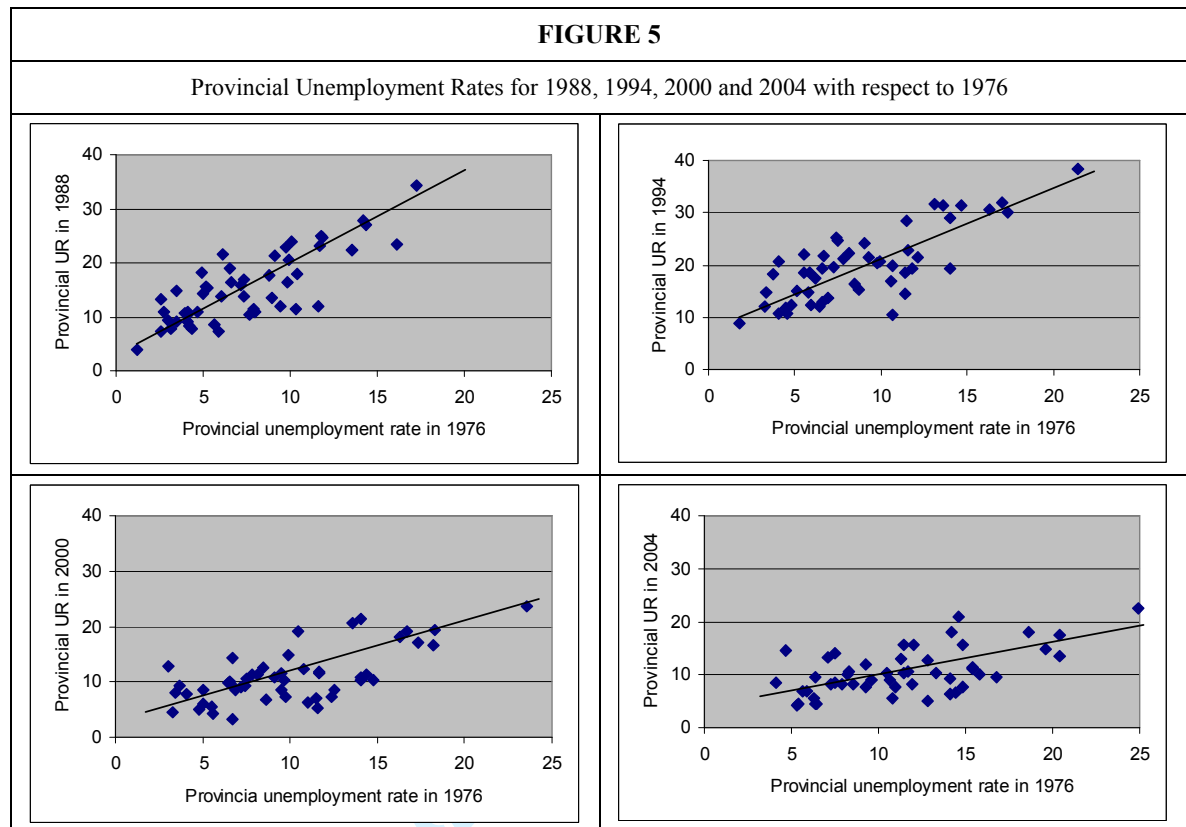 FIGURE 5
Provincial Unemployment Rates for 1988, 1994, 2000 and 2004 with respect to 1976
Provincial UR in 1988
40
30
20
10
0
0 5 10 15 20 25
Provincial unemployment rate in 1976
Provincial UR in 1994
40
30
20
10
0
0 5 10 15 20 25
Provincial unemployment rate in 1976
Provincial UR in 2000
40
30
20
10
0
0 5 10 15 20 25
Provincia unemployment rate in 1976
Provincial UR in 2004
40
30
20
10
0
0 5 10 15 20 25
Provincial unemployment rate in 1976